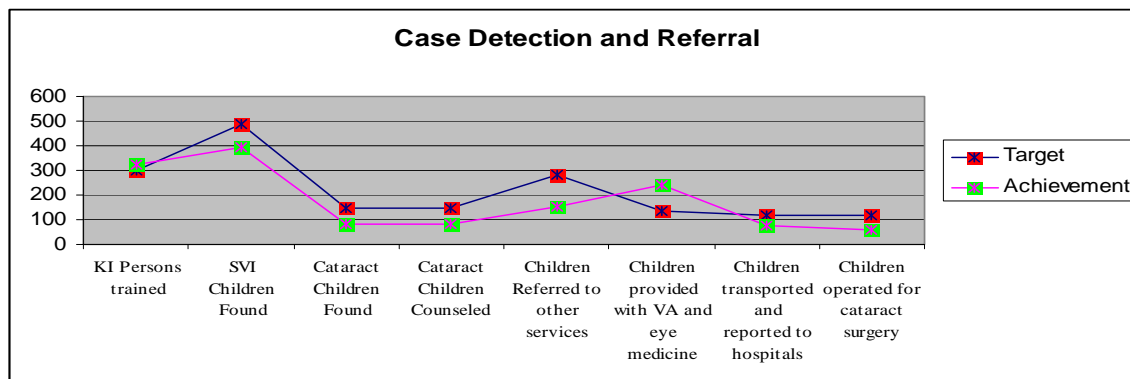 Case Detection and Referral
600
500
400
300
200
100
0
KI Persons
trained
SVI
Children
Found
Cataract
Children
Found
Cataract
Children
Counseled
Children
Referred to
other
services
Children
provided
with VA and
eye
medicine
Children
transported
and
reported to
hospitals
Children
operated for
cataract
surgery
Target
Achievement